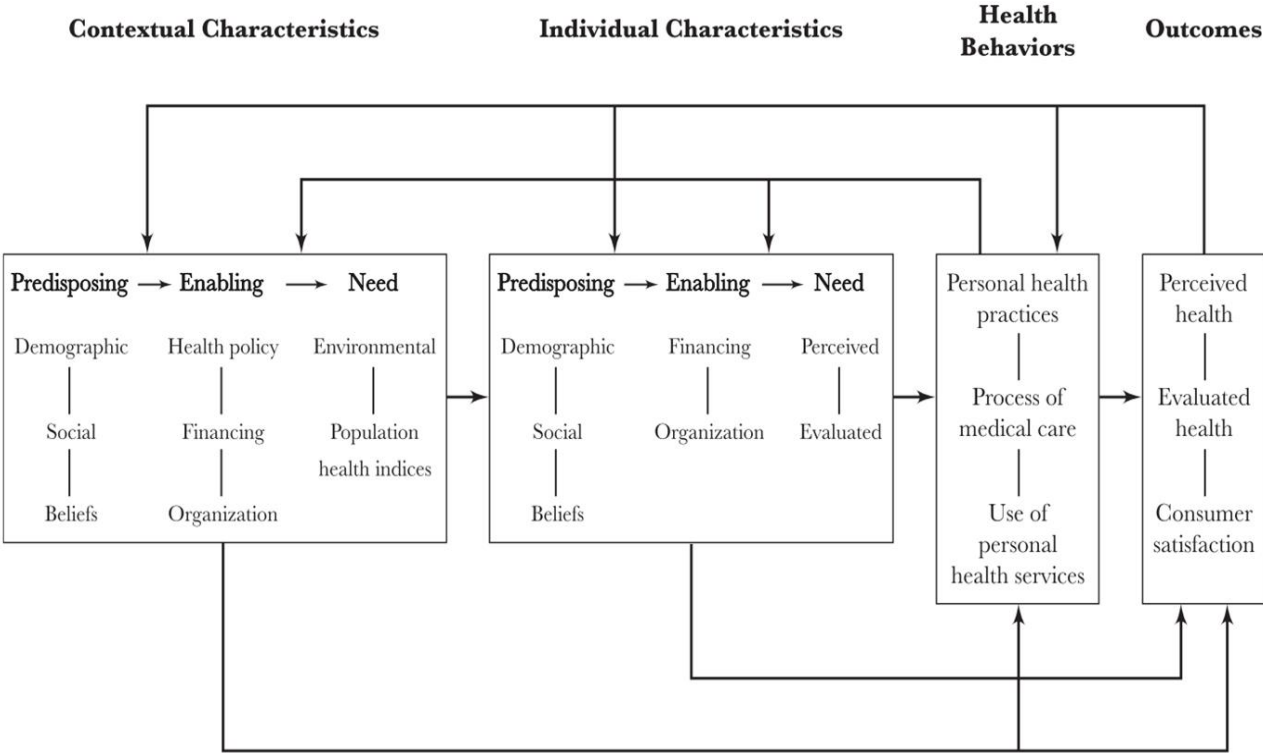 Contextual Characteristics
Individual Characteristics
Health
Behaviors
Outcomes
Predisposing
Enabling
Need
Demographic
Health policy
Environmental
Social
Financing
Population
health indices
Beliefs
Organization
Predisposing
Enabling
Need
Demographic
Financing
Perceived
Social
Organization
Evaluated
Beliefs
Personal health
practices
Process of
medical care
Use of
personal
health services
Perceived
health
Evaluated
health
Consumer
satisfaction